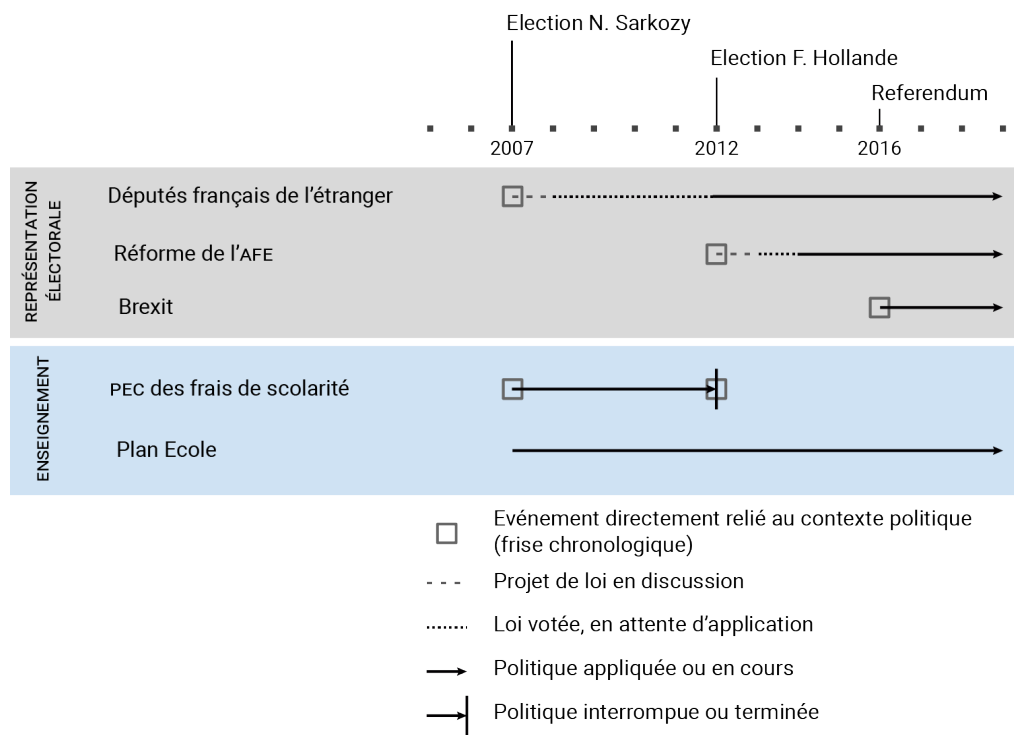 Election N. Sarkozy
Election F. Hollande
Referendum
2007
2012
2016
REPRÉSENTATION
ÉLECTORALE
Députés français de l’étranger
Réforme de l’AFE
Brexit
ENSEIGNEMENT
PEC des frais de scolarité
Plan Ecole
Evénement directement relié au contexte politique
(frise chronologique)
Projet de loi en discussion
Loi votée, en attente d’application
Politique appliquée ou en cours
Politique interrompue ou terminée